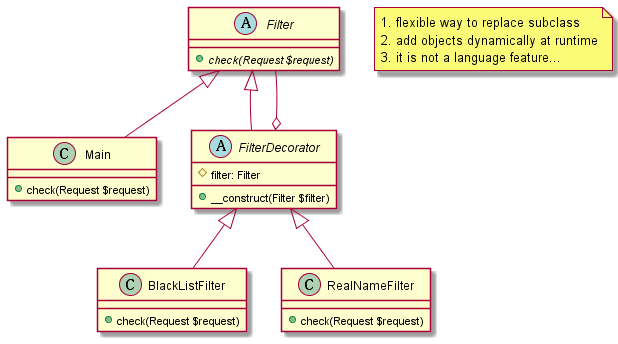 A Filter
check(Request $request)
1. flexible way to replace subclass
2. add objects dynamically at runtime
3. it is not a language feature...
C Main
check(Request $request)
A FilterDecorator
filter: Filter
__construct(Filter $filter)
C BlackListFilter
check(Request $request)
C RealNameFilter
check(Request $request)